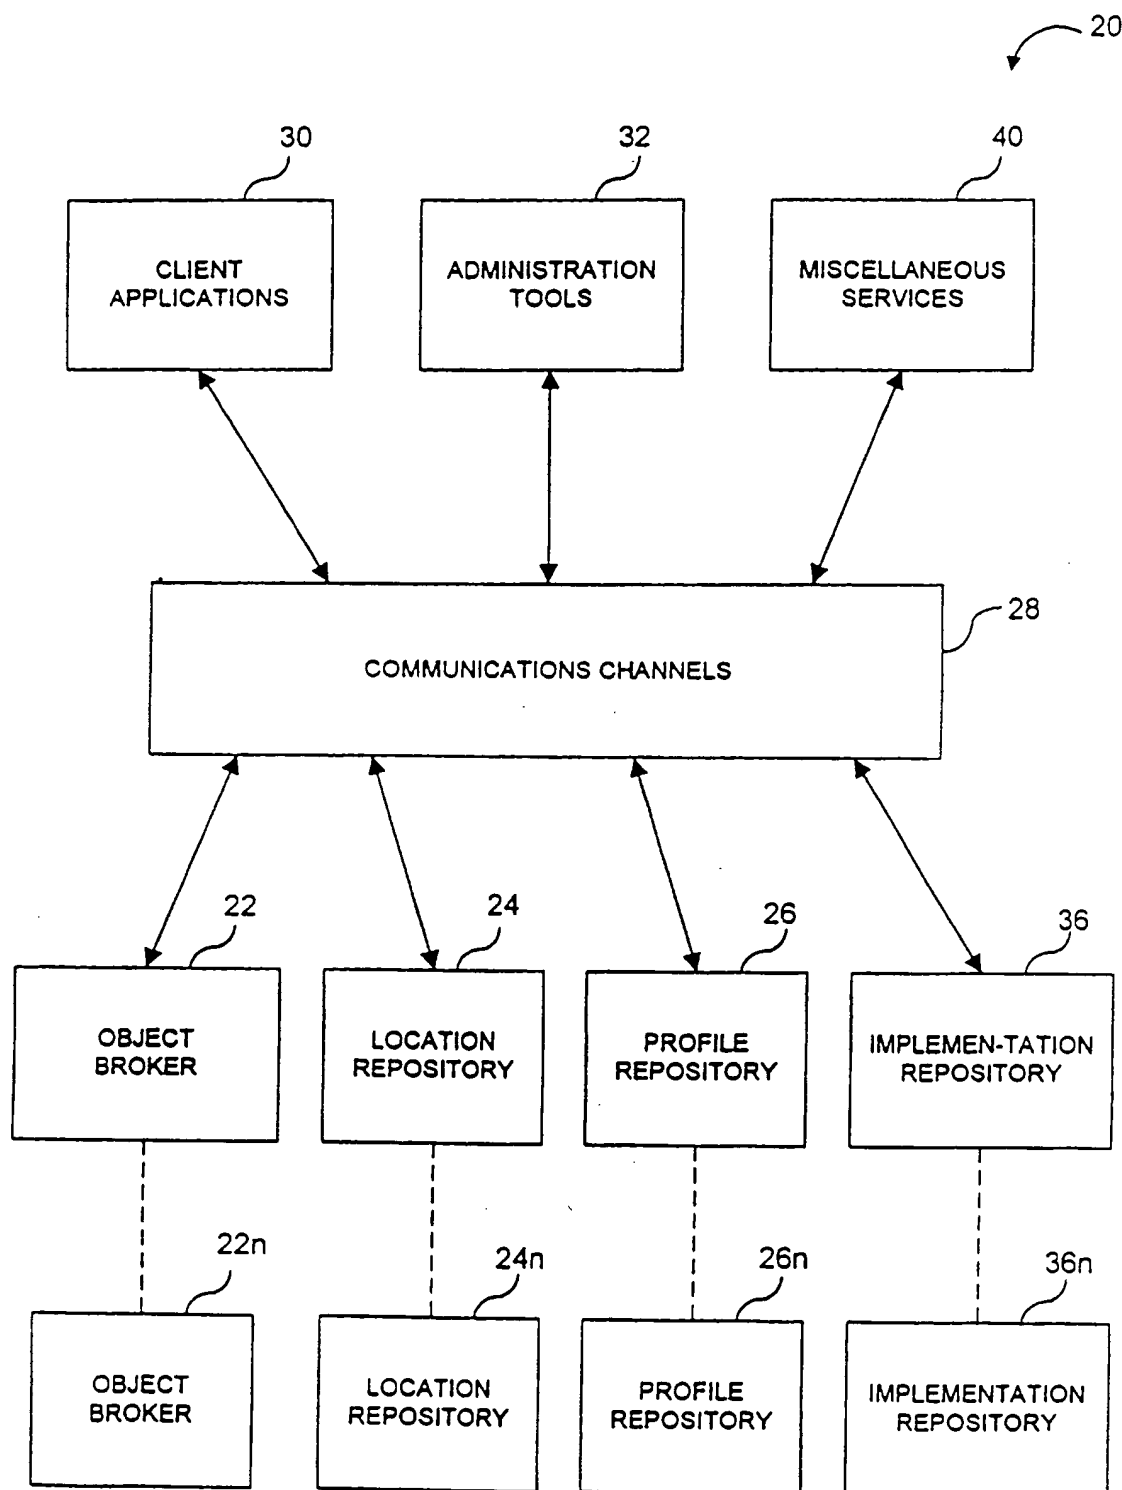 20
30
32
40
CLIENT
APPLICATIONS
ADMINISTRATION
TOOLS
MISCELLANEOUS
SERVICES
28
COMMUNICATIONS CHANNELS
22
24
26
36
OBJECT
BROKER
LOCATION
REPOSITORY
PROFILE
REPOSITORY
IMPLEMEN-TATION
REPOSITORY
22n
24n
26n
36n
OBJECT
BROKER
LOCATION
REPOSITORY
PROFILE
REPOSITORY
IMPLEMENTATION
REPOSITORY